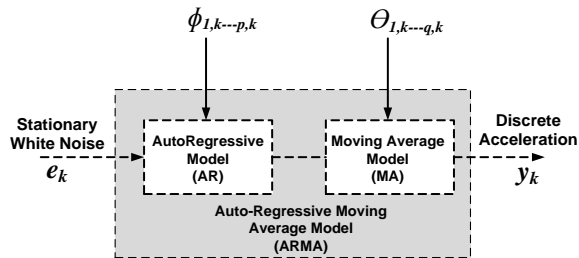 ϕ1,k---p,k
Θ1,k---q,k
Stationary
White Noise
ek
AutoRegressive
Model
(AR)
Moving Average
Model
(MA)
Discrete
Acceleration
yk
Auto-Regressive Moving
Average Model
(ARMA)